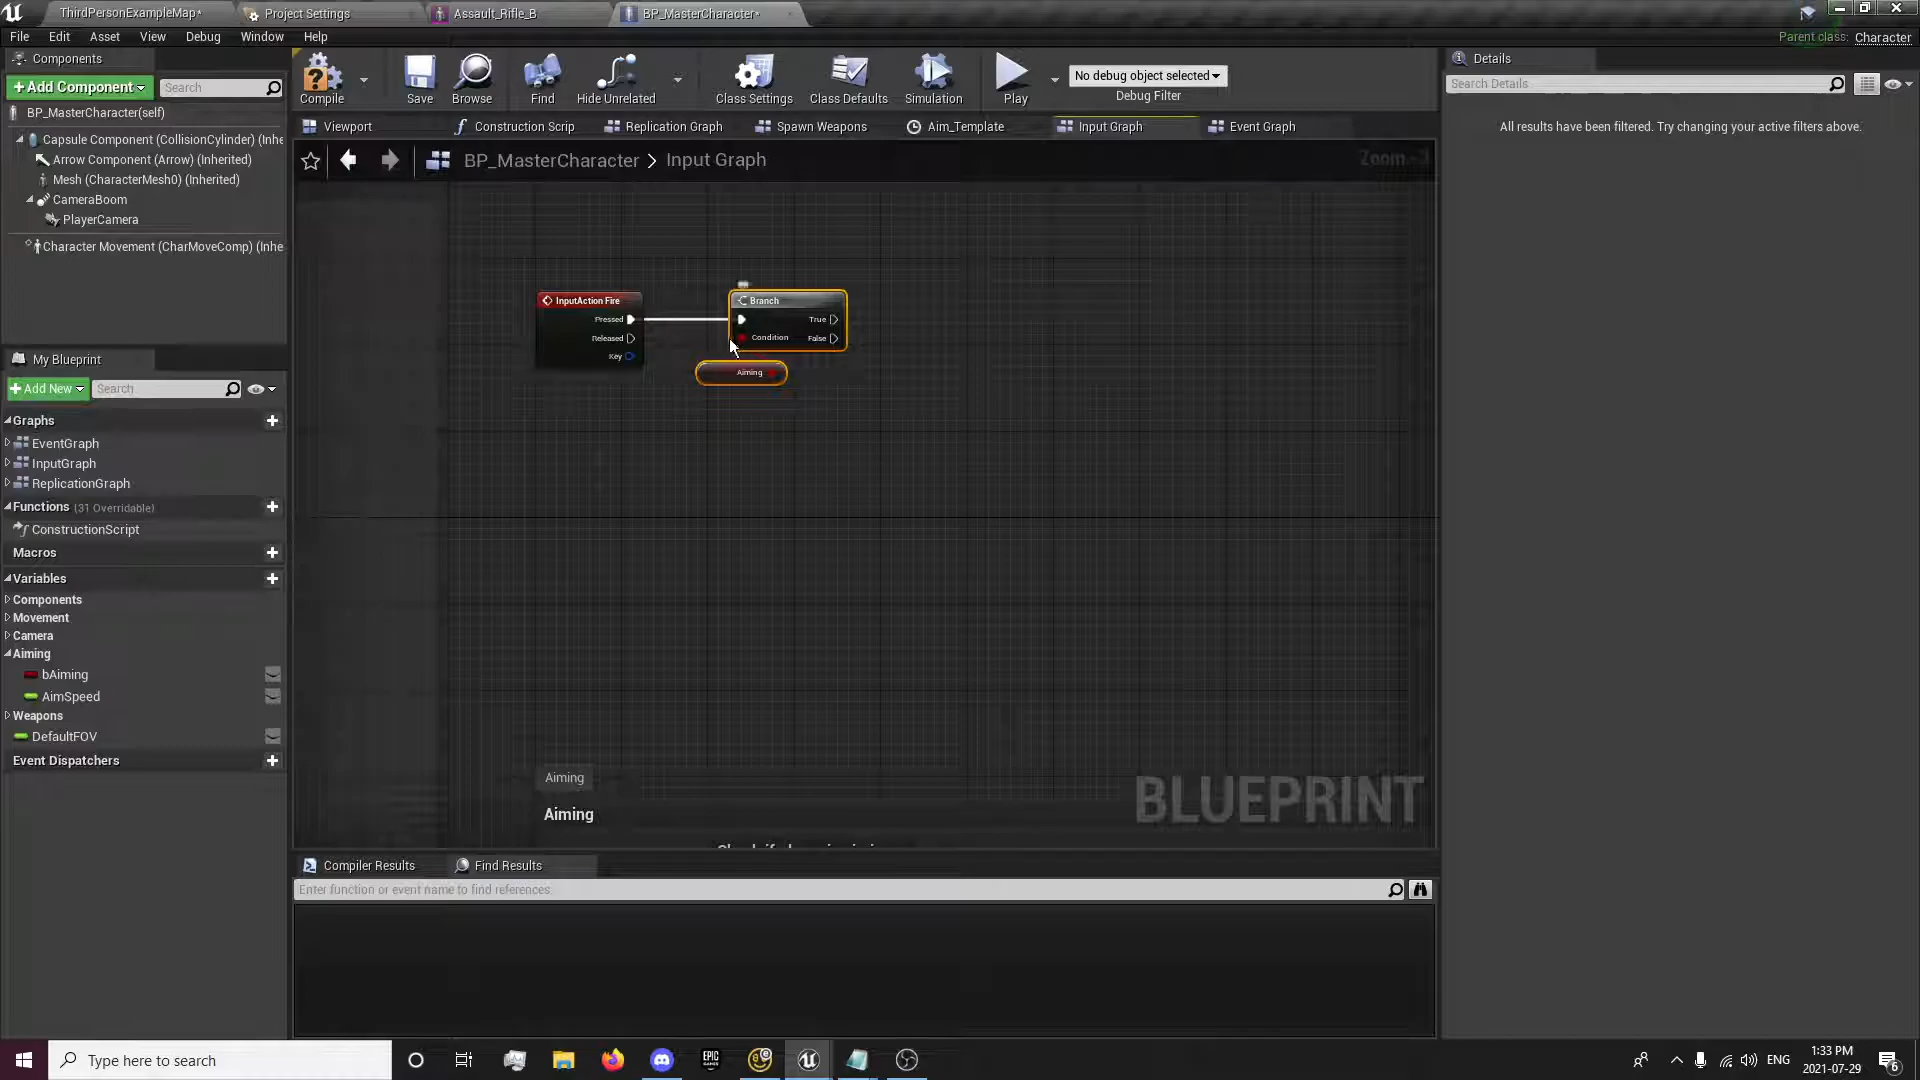 ThirdPersonExampleMap*
Project Settings
Assault_Rifle_B
BP_MasterCharacter*
File Edit Asset View Debug Window Help
Parent class: Character
Components
+Add Component
Search
BP_MasterCharacter(self)
Capsule Component (CollisionCylinder) (Inhe
Arrow Component (Arrow) (Inherited)
Mesh (CharacterMesh0) (Inherited)
CameraBoom
PlayerCamera
Character Movement (CharMoveComp) (Inhe
Compile
Save
Browse
Find
Hide Unrelated
Class Settings
Class Defaults
Simulation
Play
No debug object selected
Debug Filter
Viewport
Construction Scrip
Replication Graph
Spawn Weapons
Aim_Template
Input Graph
Event Graph
BP_MasterCharacter > Input Graph
Zoom -3
InputAction Fire
Pressed
Released
Key
Branch
True
Condition
False
Aiming
Aiming
Aiming
BLUEPRINT
My Blueprint
+Add New
Search
Graphs
EventGraph
InputGraph
ReplicationGraph
Functions (31 Overridable)
ConstructionScript
Macros
Variables
Components
Movement
Camera
Aiming
bAiming
AimSpeed
Weapons
DefaultFOV
Event Dispatchers
Compiler Results
Find Results
Enter function or event name to find references.
Details
Search Details
All results have been filtered. Try changing your active filters above.
Type here to search
EPIC GAMES
ENG
1:33 PM
2021-07-29
6